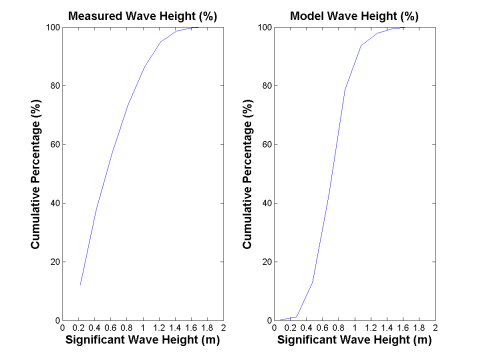 Measured Wave Height (%)
Cumulative Percentage (%)
100
80
60
40
20
0
0 0.2 0.4 0.6 0.8 1 1.2 1.4 1.6 1.8 2
Significant Wave Height (m)
Model Wave Height (%)
Cumulative Percentage (%)
100
80
60
40
20
0
0 0.2 0.4 0.6 0.8 1 1.2 1.4 1.6 1.8 2
Significant Wave Height (m)